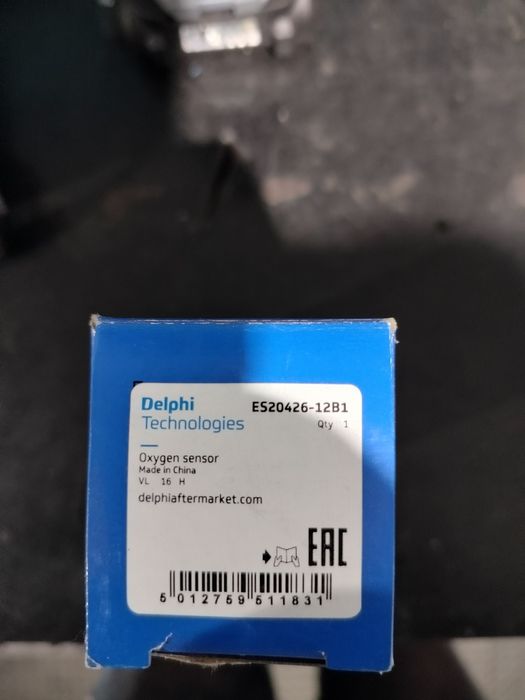 Delphi
Technologies
ES20426-12B1
Qty 1
Oxygen sensor
Made in China
VL 16 H
delphiaftermarket.com
EAC
5 012759 511831